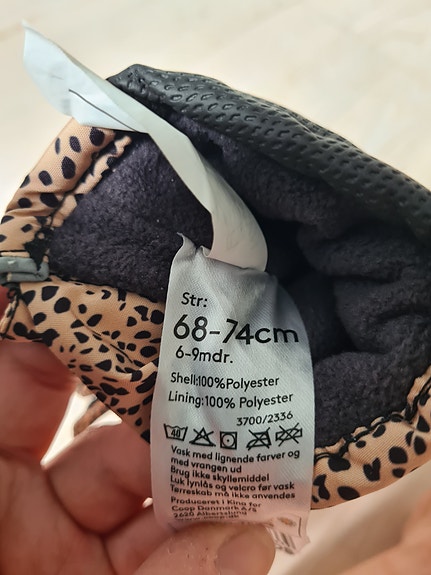 Str:
68-74cm
6-9mdr.
Shell:100%Polyester
Lining:100% Polyester
3700/2336
40
Vask med lignende farver og
med vrangen ud
Brug ikke skyllemiddel
Luk lynlås og velcro før vask
Tørreskab må ikke anvendes
Produceret i Kina for
Coop Danmark A/S
2620 Albertslund